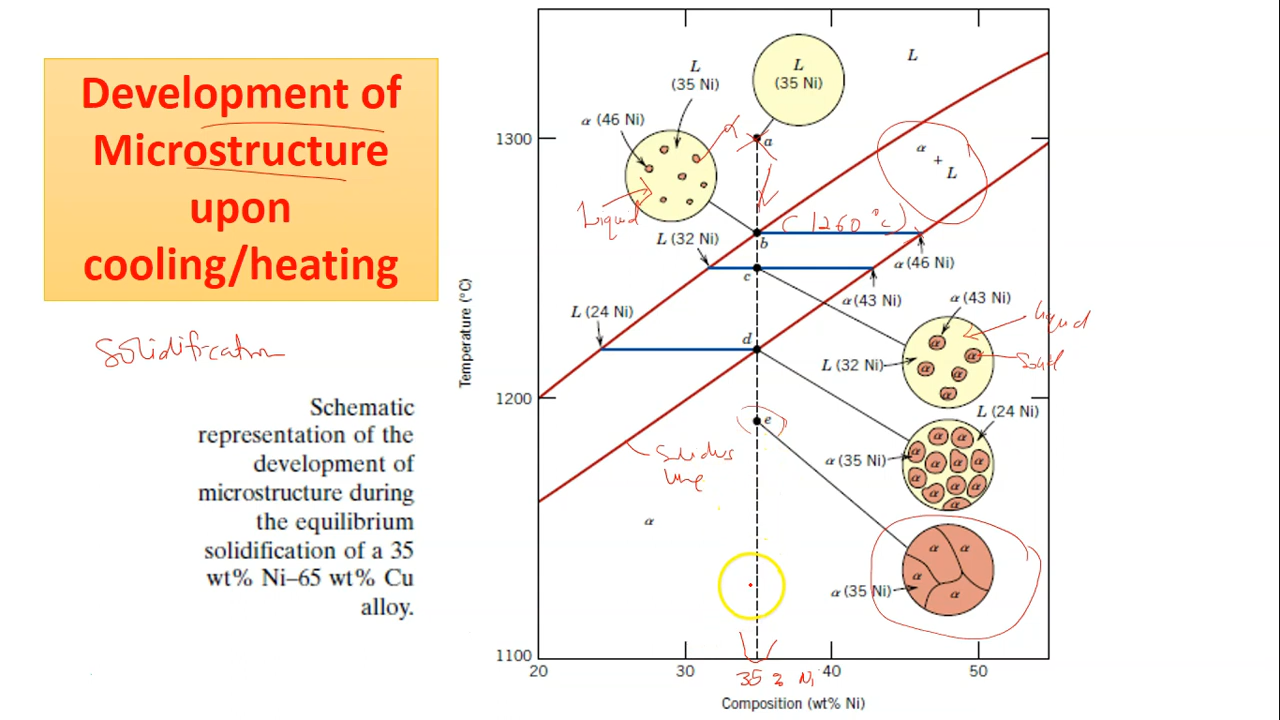 Development of
Microstructure
upon
cooling/heating
Solidification
Schematic
representation of the
development of
microstructure during
the equilibrium
solidification of a 35
wt% Ni–65 wt% Cu
alloy.
L
(35 Ni)
L
(35 Ni)
L
α (46 Ni)
α
1300
a
α
+
L
Liquid
(1260°C)
b
L (32 Ni)
α (46 Ni)
c
α (43 Ni)
α (43 Ni)
Liquid
L (24 Ni)
d
α
α
α
α
α
L (32 Ni)
Temperature (°C)
1200
e
L (24 Ni)
α
α
α
α
α
α
α
α
α
α
α
α (35 Ni)
Solidus
line
α
α
α
α
α
α (35 Ni)
1100
20
30
40
50
35 % Ni
Composition (wt% Ni)